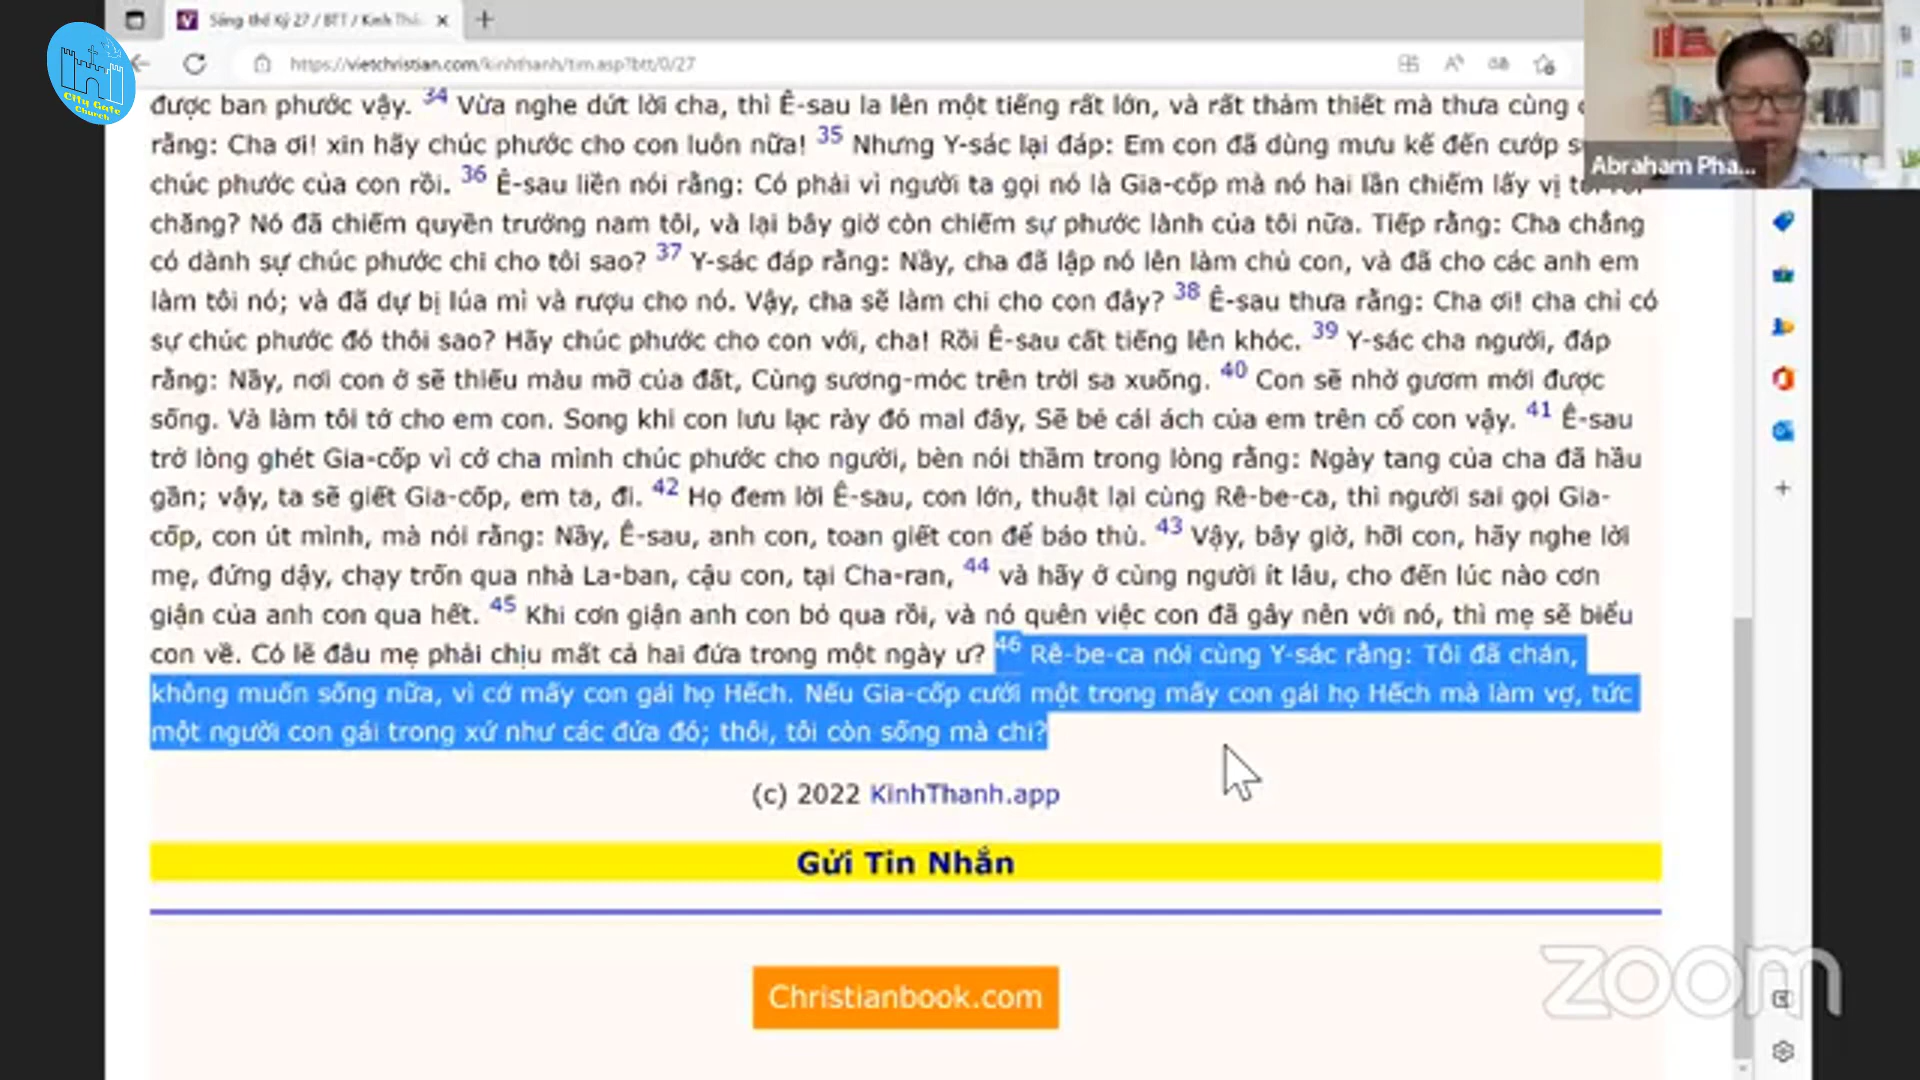 Sáng thế Ký 27 / BTT / Kinh Thá
https://vietchristian.com/kinhthanh/tim.asp?btt/0/27
City Gate
Church
được ban phước vậy. 34 Vừa nghe dứt lời cha, thì Ê-sau la lên một tiếng rất lớn, và rất thảm thiết mà thưa cùng
rằng: Cha ơi! xin hãy chúc phước cho con luôn nữa! 35 Nhưng Y-sác lại đáp: Em con đã dùng mưu kế đến cướp
chúc phước của con rồi. 36 Ê-sau liền nói rằng: Có phải vì người ta gọi nó là Gia-cốp mà nó hai lần chiếm lấy vị
chăng? Nó đã chiếm quyền trưởng nam tôi, và lại bây giờ còn chiếm sự phước lành của tôi nữa. Tiếp rằng: Cha chẳng
có dành sự chúc phước chi cho tôi sao? 37 Y-sác đáp rằng: Nầy, cha đã lập nó lên làm chủ con, và đã cho các anh em
làm tôi nó; và đã dự bị lúa mì và rượu cho nó. Vậy, cha sẽ làm chi cho con đây? 38 Ê-sau thưa rằng: Cha ơi! cha chỉ có
sự chúc phước đó thôi sao? Hãy chúc phước cho con với, cha! Rồi Ê-sau cất tiếng lên khóc. 39 Y-sác cha người, đáp
rằng: Nầy, nơi con ở sẽ thiếu màu mỡ của đất, Cùng sương-móc trên trời sa xuống. 40 Con sẽ nhờ gươm mới được
sống. Và làm tôi tớ cho em con. Song khi con lưu lạc rày đó mai đây, Sẽ bẻ cái ách của em trên cổ con vậy. 41 Ê-sau
trở lòng ghét Gia-cốp vì cớ cha mình chúc phước cho người, bèn nói thầm trong lòng rằng: Ngày tang của cha đã hầu
gần; vậy, ta sẽ giết Gia-cốp, em ta, đi. 42 Họ đem lời Ê-sau, con lớn, thuật lại cùng Rê-be-ca, thì người sai gọi Gia-
cốp, con út mình, mà nói rằng: Nầy, Ê-sau, anh con, toan giết con để báo thù. 43 Vậy, bây giờ, hỡi con, hãy nghe lời
mẹ, đứng dậy, chạy trốn qua nhà La-ban, cậu con, tại Cha-ran, 44 và hãy ở cùng người ít lâu, cho đến lúc nào cơn
giận của anh con qua hết. 45 Khi cơn giận anh con bỏ qua rồi, và nó quên việc con đã gây nên với nó, thì mẹ sẽ biểu
con về. Có lẽ đâu mẹ phải chịu mất cả hai đứa trong một ngày ư? 46 Rê-be-ca nói cùng Y-sác rằng: Tôi đã chán,
không muốn sống nữa, vì cớ mấy con gái họ Hếch. Nếu Gia-cốp cưới một trong mấy con gái họ Hếch mà làm vợ, tức
một người con gái trong xứ như các đứa đó; thôi, tôi còn sống mà chi?
(c) 2022 KinhThanh.app
Gửi Tin Nhắn
Christianbook.com
Abraham Pha...
zoom